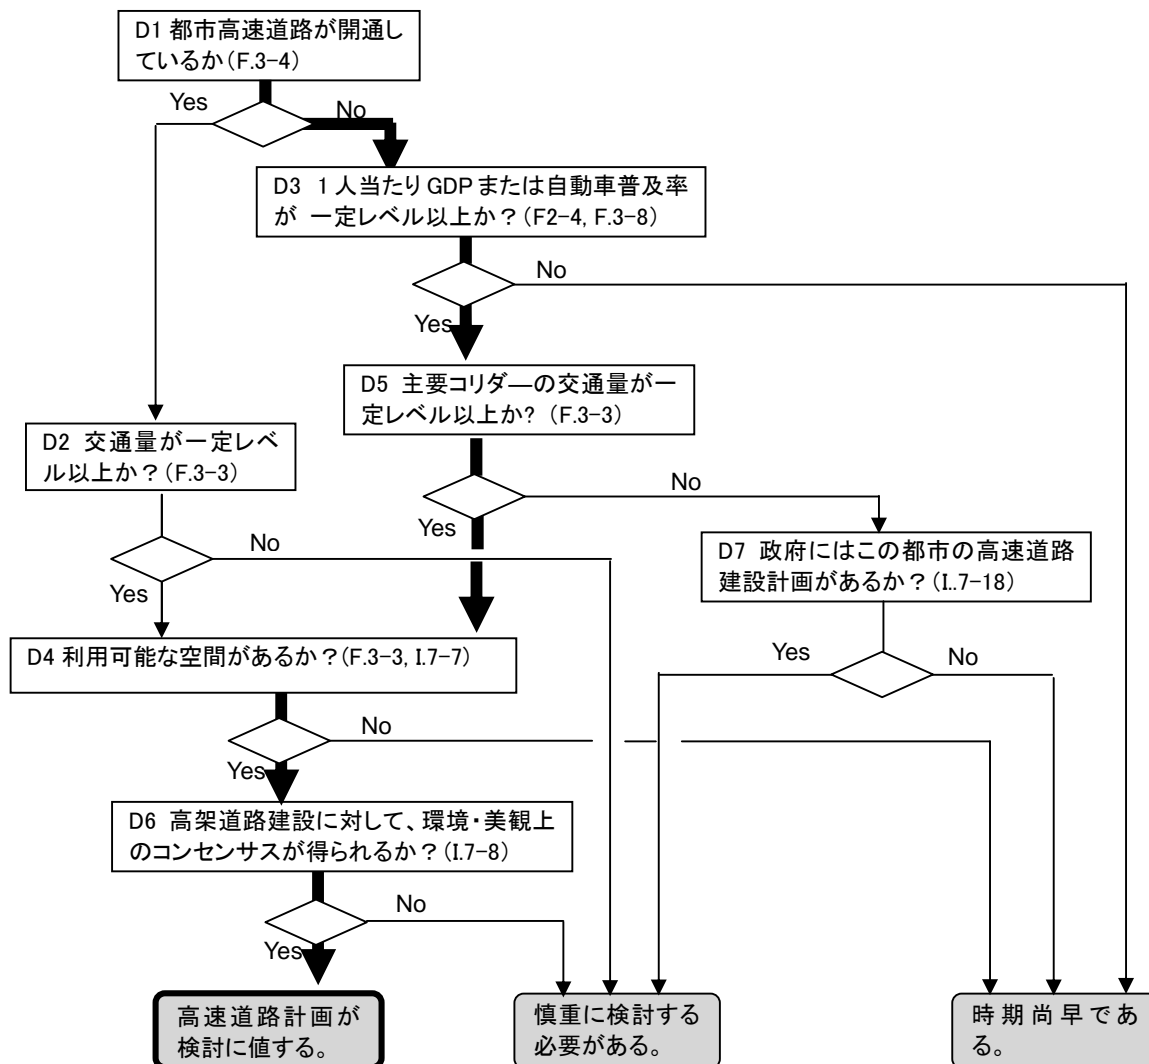 D1 都市高速道路が開通し
ているか(F.3-4)
Yes
No
D3 1人当たり GDP または自動車普及率
が 一定レベル以上か？(F2-4, F.3-8)
No
Yes
D5 主要コリダ―の交通量が一
定レベル以上か? (F.3-3)
D2 交通量が一定レベ
ル以上か？(F.3-3)
No
Yes
No
D7 政府にはこの都市の高速道路
建設計画があるか？(I..7-18)
Yes
D4 利用可能な空間があるか？(F.3-3, I.7-7)
Yes
No
No
Yes
D6 高架道路建設に対して、環境・美観上
のコンセンサスが得られるか？(I.7-8)
No
Yes
高速道路計画が
検討に値する。
慎重に検討する
必要がある。
時期尚早であ
る。